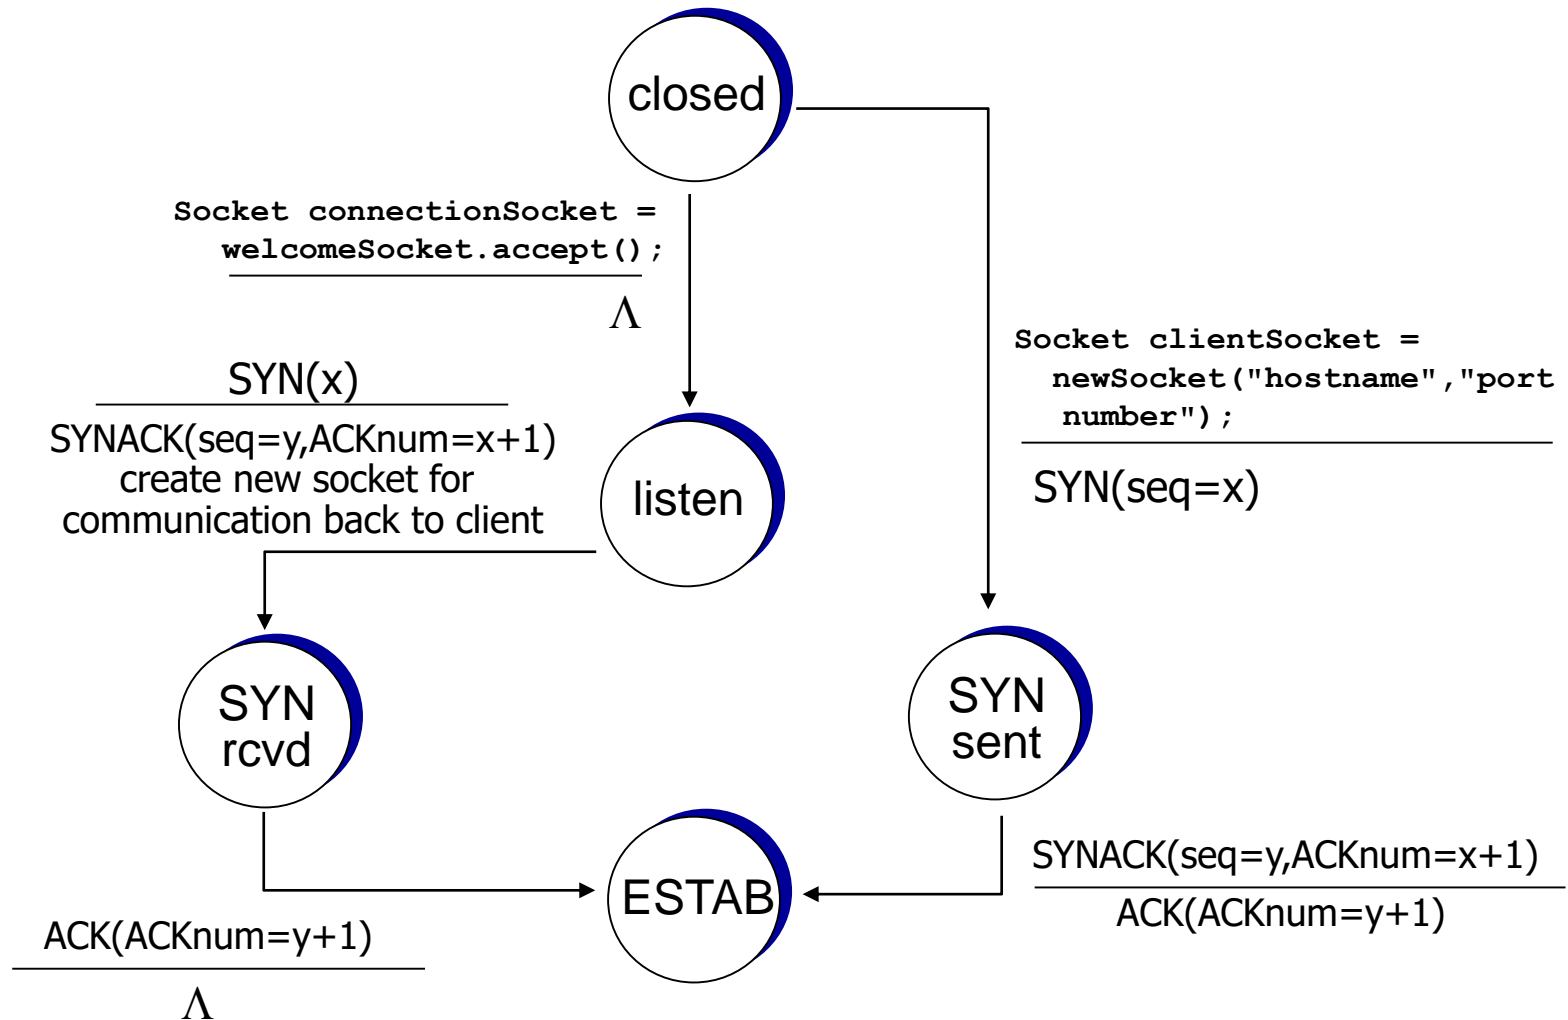 closed
Socket connectionSocket =
welcomeSocket.accept();
Λ
Socket clientSocket =
newSocket("hostname","port
number");
SYN(seq=x)
SYN(x)
SYNACK(seq=y,ACKnum=x+1)
create new socket for
communication back to client
listen
SYN
rcvd
SYN
sent
ESTAB
SYNACK(seq=y,ACKnum=x+1)
ACK(ACKnum=y+1)
ACK(ACKnum=y+1)
Λ